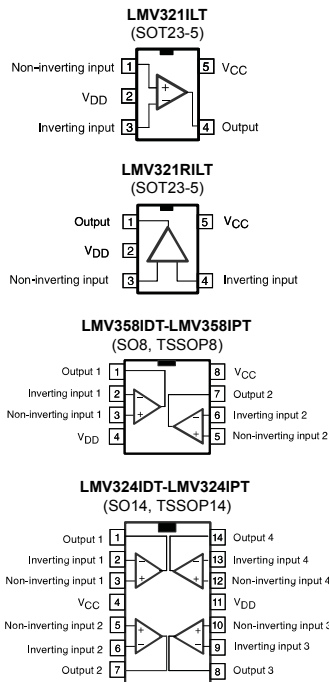 LMV321ILT
(SOT23-5)
Non-inverting input 1 5 VCC
+
VDD 2
−
Inverting input 3 4 Output
LMV321RILT
(SOT23-5)
Output 1 5 VCC
VDD 2
Non-inverting input 3 4 Inverting input
LMV358IDT-LMV358IPT
(SO8, TSSOP8)
Output 1 1 8 VCC
Inverting input 1 2 − 7 Output 2
Non-inverting input 1 3 + − 6 Inverting input 2
VDD 4 + 5 Non-inverting input 2
LMV324IDT-LMV324IPT
(SO14, TSSOP14)
Output 1 1 14 Output 4
Inverting input 1 2 − − 13 Inverting input 4
Non-inverting input 1 3 + + 12 Non-inverting input 4
VCC 4 11 VDD
Non-inverting input 2 5 + + 10 Non-inverting input 3
Inverting input 2 6 − − 9 Inverting input 3
Output 2 7 8 Output 3